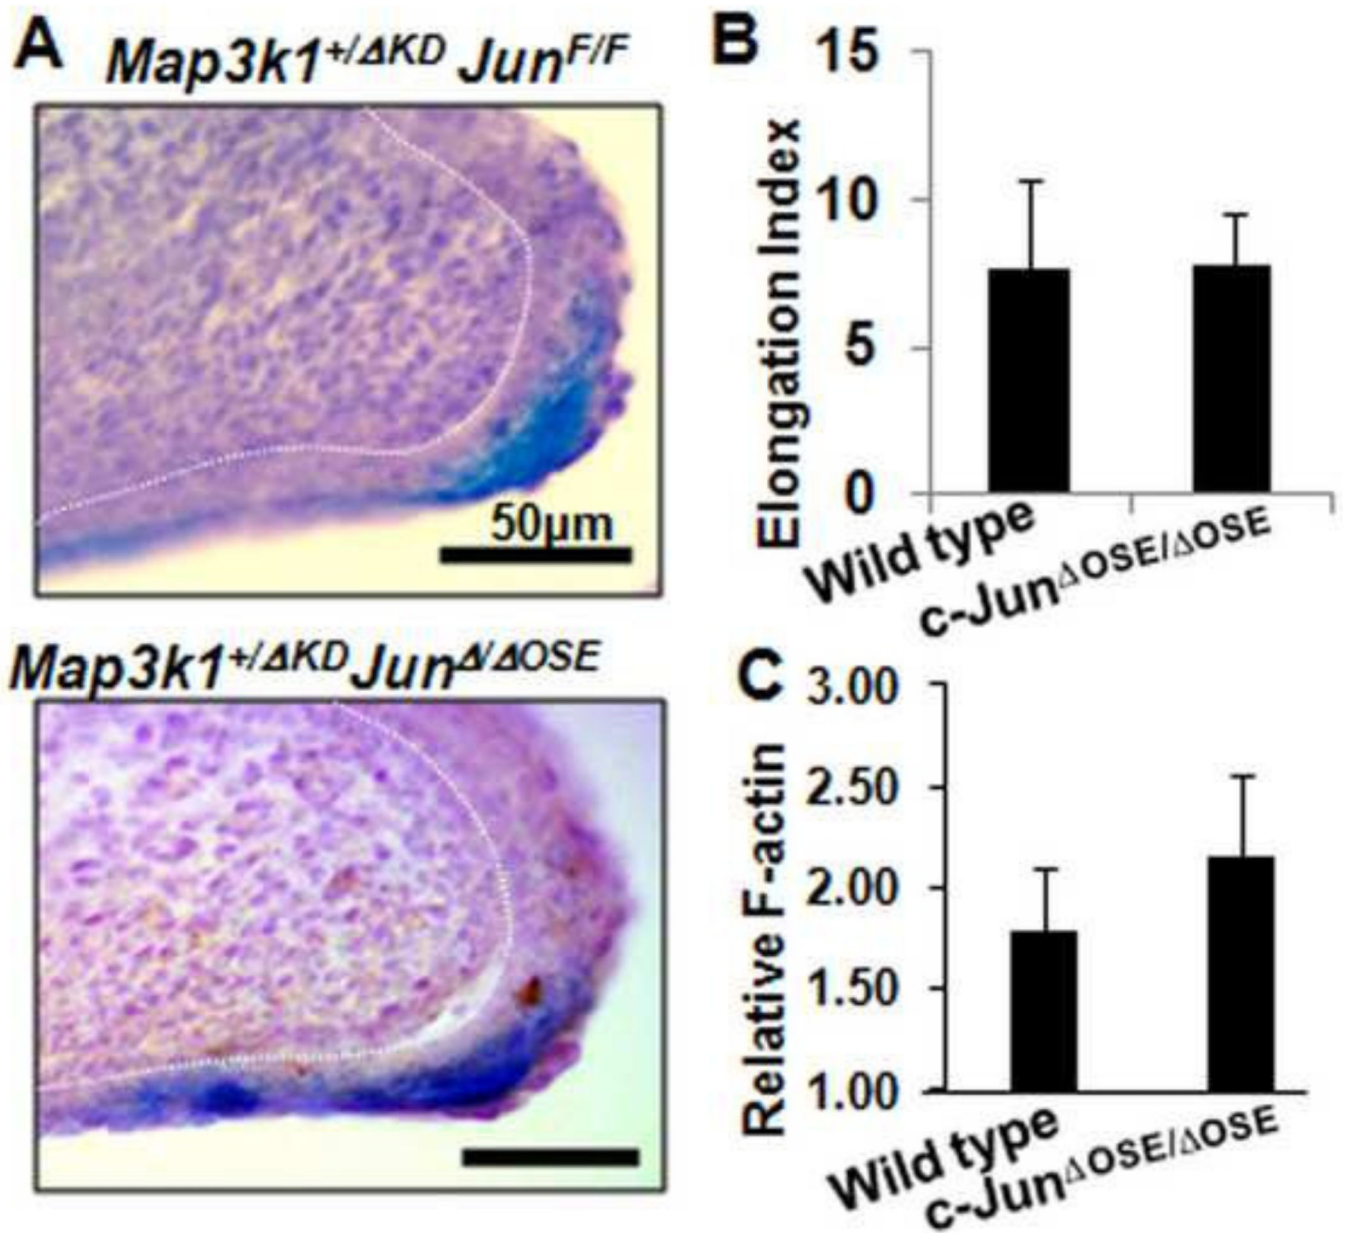 A
Map3k1+/ΔKD JunF/F
50µm
Map3k1+/ΔKD JunΔ/ΔOSE
B
15
10
5
0
Elongation Index
Wild type
c-JunΔOSE/ΔOSE
C
3.00
2.50
2.00
1.50
1.00
Relative F-actin
Wild type
c-JunΔOSE/ΔOSE